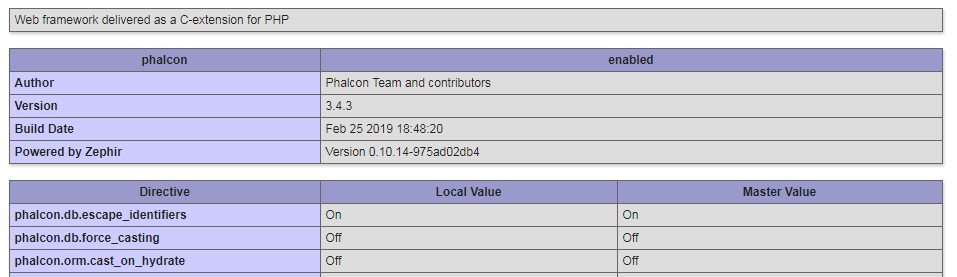 Web framework delivered as a C-extension for PHP
phalcon enabled
Author Phalcon Team and contributors
Version 3.4.3
Build Date Feb 25 2019 18:48:20
Powered by Zephir Version 0.10.14-975ad02db4
Directive Local Value Master Value
phalcon.db.escape_identifiers On On
phalcon.db.force_casting Off Off
phalcon.orm.cast_on_hydrate Off Off